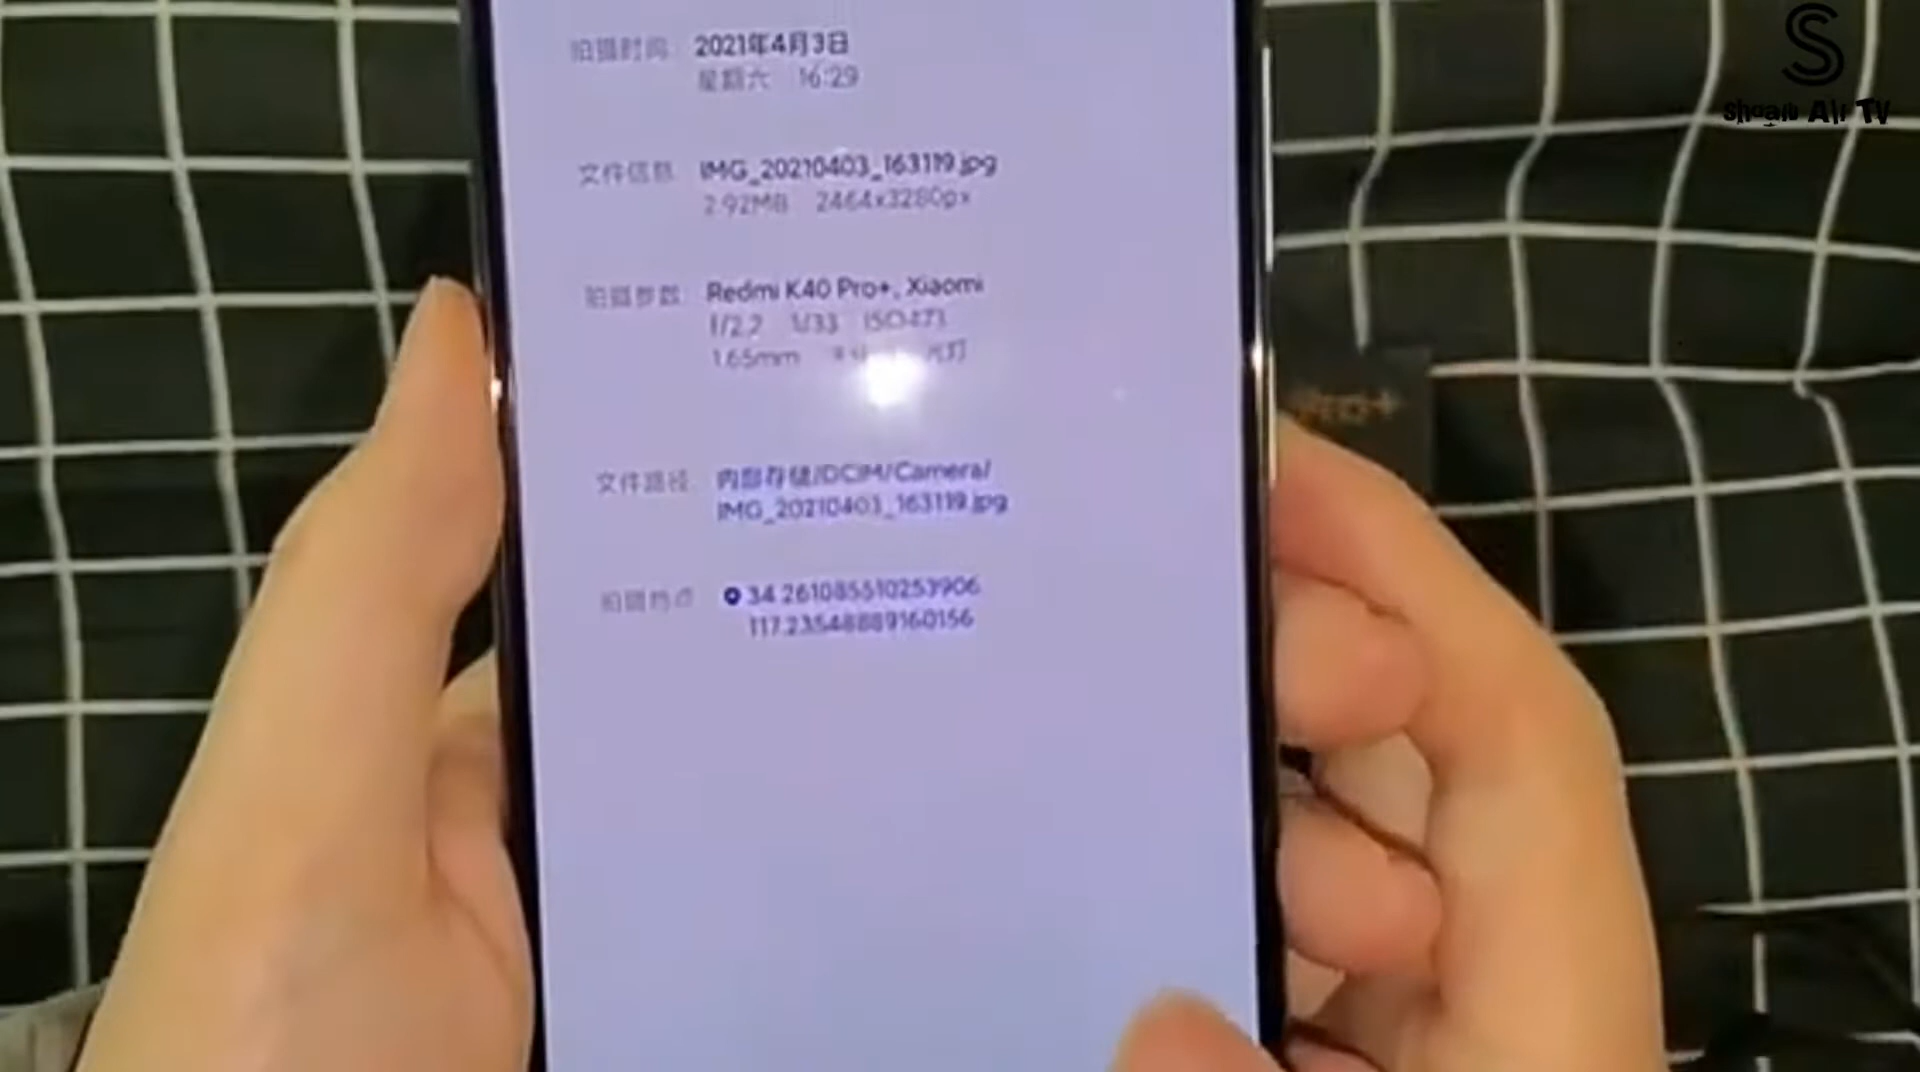 拍摄时间 2021年4月3日
星期六 16:29
文件信息 IMG_20210403_163119.jpg
2.92MB 2464x3280px
拍摄参数 Redmi K40 Pro+, Xiaomi
f/2.2 1/33 ISO473
1.65mm
文件路径 内部存储/DCIM/Camera/
IMG_20210403_163119.jpg
拍摄地点 34.261085510253906
117.23548889160156
Pro+
S
Shoaib Ali TV